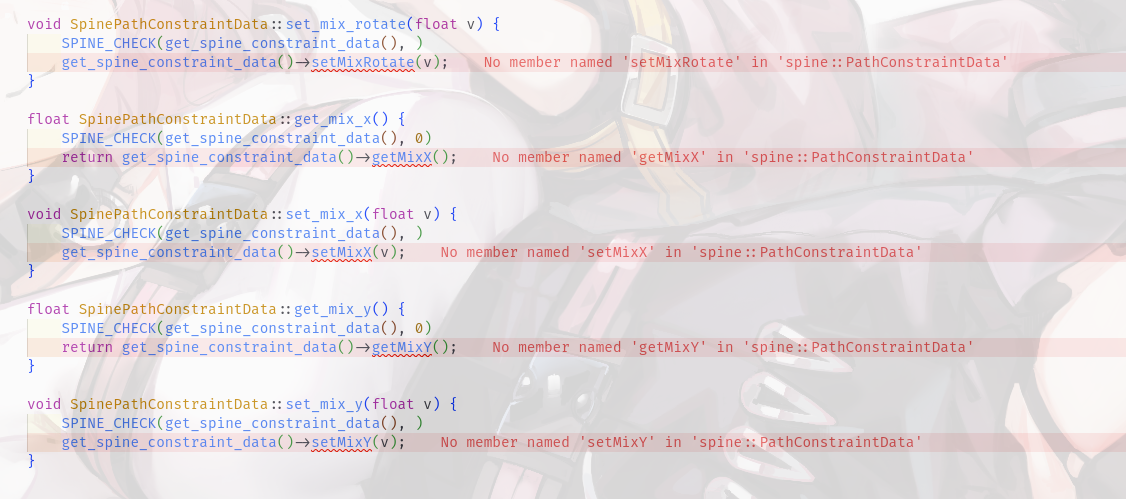 void SpinePathConstraintData::set_mix_rotate(float v) {
    SPINE_CHECK(get_spine_constraint_data(), )
    get_spine_constraint_data()->setMixRotate(v);    No member named 'setMixRotate' in 'spine::PathConstraintData'
}

float SpinePathConstraintData::get_mix_x() {
    SPINE_CHECK(get_spine_constraint_data(), 0)
    return get_spine_constraint_data()->getMixX();    No member named 'getMixX' in 'spine::PathConstraintData'
}

void SpinePathConstraintData::set_mix_x(float v) {
    SPINE_CHECK(get_spine_constraint_data(), )
    get_spine_constraint_data()->setMixX(v);    No member named 'setMixX' in 'spine::PathConstraintData'
}

float SpinePathConstraintData::get_mix_y() {
    SPINE_CHECK(get_spine_constraint_data(), 0)
    return get_spine_constraint_data()->getMixY();    No member named 'getMixY' in 'spine::PathConstraintData'
}

void SpinePathConstraintData::set_mix_y(float v) {
    SPINE_CHECK(get_spine_constraint_data(), )
    get_spine_constraint_data()->setMixY(v);    No member named 'setMixY' in 'spine::PathConstraintData'
}